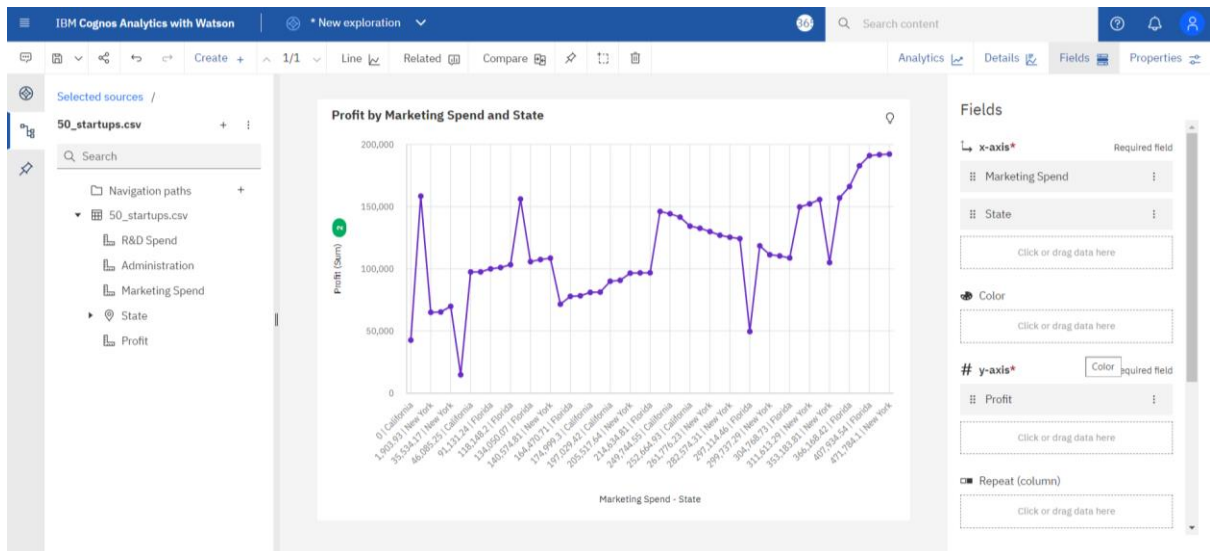 IBM Cognos Analytics with Watson
* New exploration
365
Search content
Create +
1/1
Line
Related
Compare
Analytics
Details
Fields
Properties
Selected sources /
50_startups.csv
Search
Navigation paths
50_startups.csv
R&D Spend
Administration
Marketing Spend
State
Profit
Profit by Marketing Spend and State
200,000
150,000
100,000
50,000
0
Profit (Sum)
2
0 | California
1,903.93 | New York
35,534.17 | New York
46,085.25 | California
91,131.24 | Florida
118,148.2 | Florida
134,050.07 | Florida
140,574.81 | New York
164,470.71 | Florida
174,999.3 | California
197,029.42 | California
205,517.64 | New York
214,634.81 | Florida
249,744.55 | California
252,664.93 | California
261,776.23 | New York
282,574.31 | New York
297,114.46 | Florida
299,737.29 | New York
304,768.73 | Florida
311,613.29 | New York
353,183.81 | New York
366,168.42 | Florida
407,934.54 | Florida
471,784.1 | New York
Marketing Spend - State
Fields
x-axis* Required field
Marketing Spend
State
Click or drag data here
Color
Click or drag data here
y-axis* Color equired field
Profit
Click or drag data here
Repeat (column)
Click or drag data here